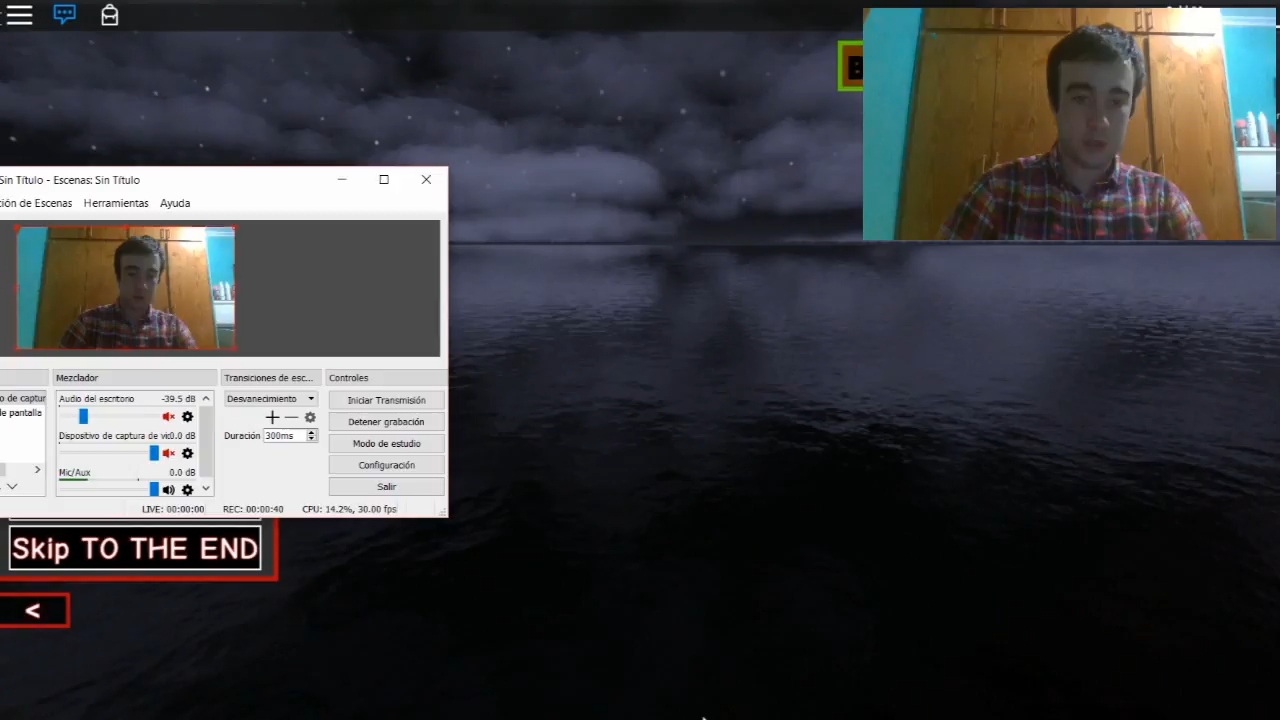 Sin Título - Escenas: Sin Título
ión de Escenas Herramientas Ayuda
Mezclador
Transiciones de esc...
Controles
o de captur
de pantalla
Audio del escritorio -39.5 dB
Dispositivo de captura de víc0.0 dB
Mic/Aux 0.0 dB
Desvanecimiento
Duración 300ms
Iniciar Transmisión
Detener grabación
Modo de estudio
Configuración
Salir
LIVE: 00:00:00 REC: 00:00:40 CPU: 14.2%, 30.00 fps
Skip TO THE END
<